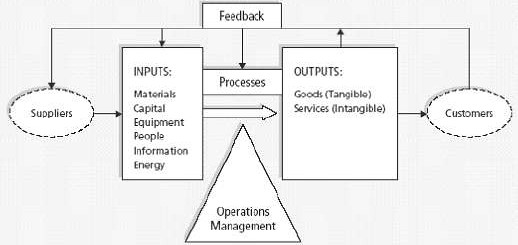 Feedback
INPUTS:
Materials
Capital
Equipment
People
Information
Energy
Processes
OUTPUTS:
Goods (Tangible)
Services (Intangible)
Suppliers
Customers
Operations
Management